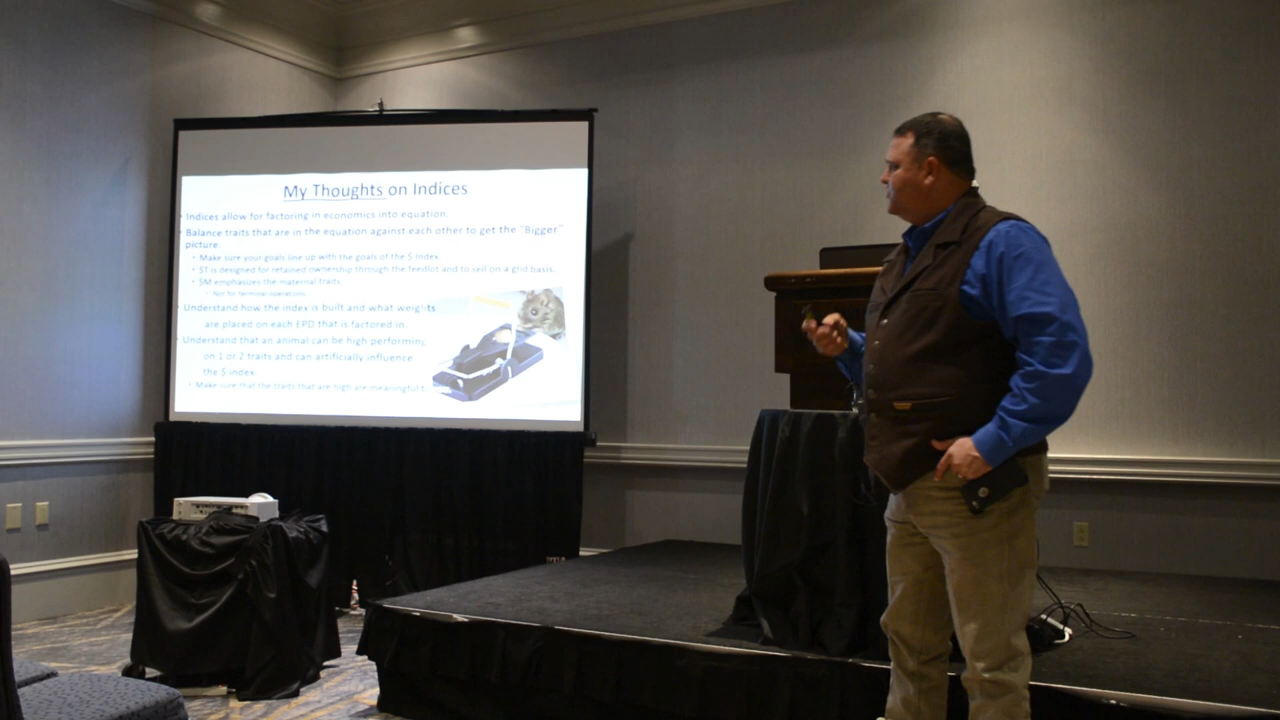 My Thoughts on Indices
Indices allow for factoring in economics into equation.
Balance traits that are in the equation against each other to get the "Bigger"
picture.
Make sure your goals line up with the goals of the $ Index
$T is designed for retained ownership through the feedlot and to sell on a grid basis.
$M emphasizes the maternal traits
Not for terminal operations
Understand how the index is built and what weights
are placed on each EPD that is factored in.
Understand that an animal can be high performing
on 1 or 2 traits and can artificially influence
the $ index
Make sure that the traits that are high are meaningful t